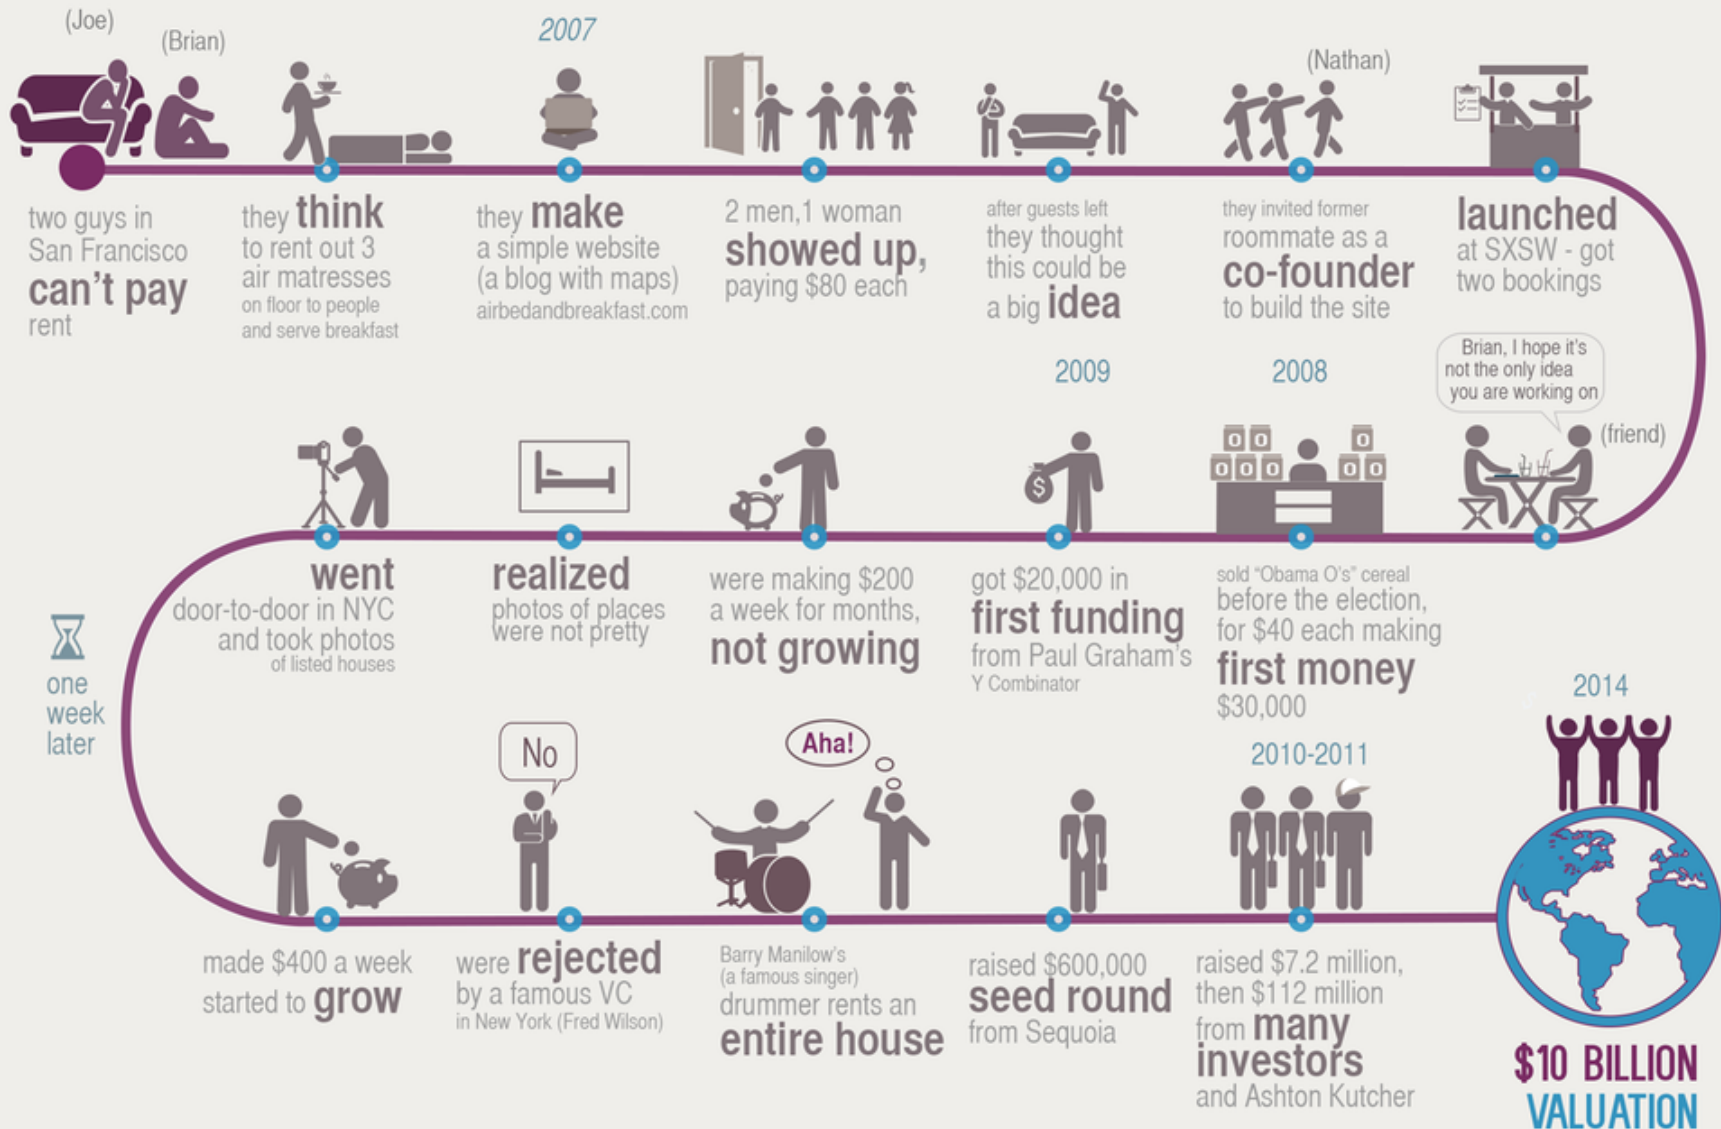 (Joe)
(Brian)
two guys in
San Francisco
can't pay
rent
they think
to rent out 3
air matresses
on floor to people
and serve breakfast
2007
they make
a simple website
(a blog with maps)
airbedandbreakfast.com
2 men,1 woman
showed up,
paying $80 each
after guests left
they thought
this could be
a big idea
(Nathan)
they invited former
roommate as a
co-founder
to build the site
launched
at SXSW - got
two bookings
Brian, I hope it's
not the only idea
you are working on
(friend)
2008
0 0 0
0 0 0 0 0
sold "Obama O's" cereal
before the election,
for $40 each making
first money
$30,000
2009
$
got $20,000 in
first funding
from Paul Graham's
Y Combinator
were making $200
a week for months,
not growing
realized
photos of places
were not pretty
went
door-to-door in NYC
and took photos
of listed houses
one
week
later
made $400 a week
started to grow
No
were rejected
by a famous VC
in New York (Fred Wilson)
Aha!
Barry Manilow's
(a famous singer)
drummer rents an
entire house
raised $600,000
seed round
from Sequoia
2010-2011
raised $7.2 million,
then $112 million
from many
investors
and Ashton Kutcher
2014
$10 BILLION
VALUATION